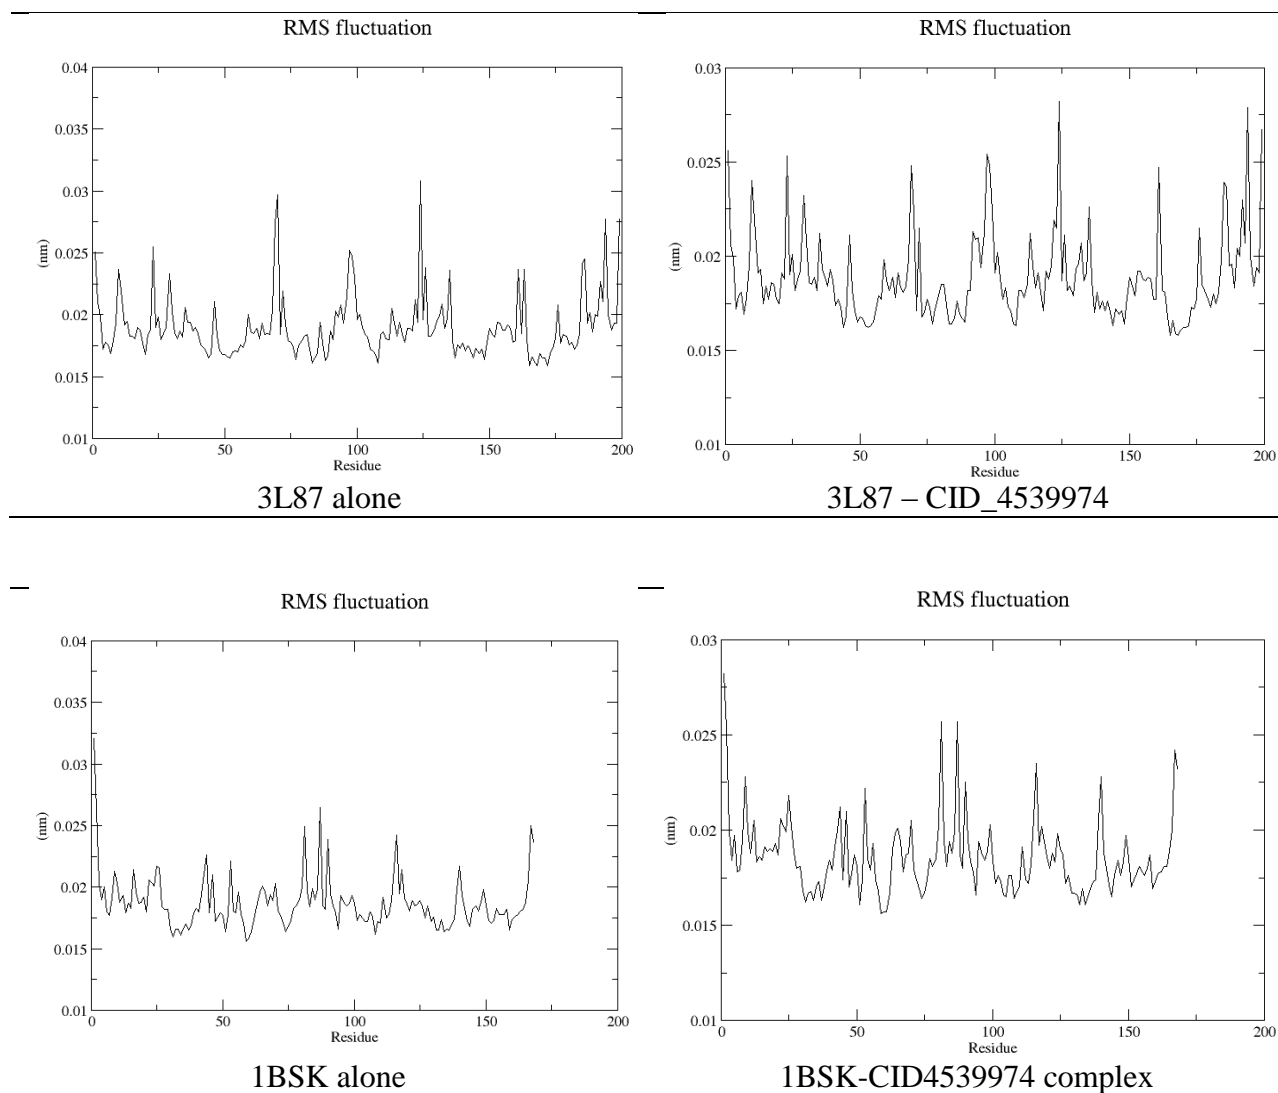 RMS fluctuation
0.04
0.035
0.03
0.025
0.02
0.015
0.01
(nm)
0 50 100 150 200
Residue
3L87 alone
RMS fluctuation
0.03
0.025
0.02
0.015
0.01
(nm)
0 50 100 150 200
Residue
3L87 – CID_4539974
RMS fluctuation
0.04
0.035
0.03
0.025
0.02
0.015
0.01
(nm)
0 50 100 150 200
Residue
1BSK alone
RMS fluctuation
0.03
0.025
0.02
0.015
0.01
(nm)
0 50 100 150 200
Residue
1BSK-CID4539974 complex